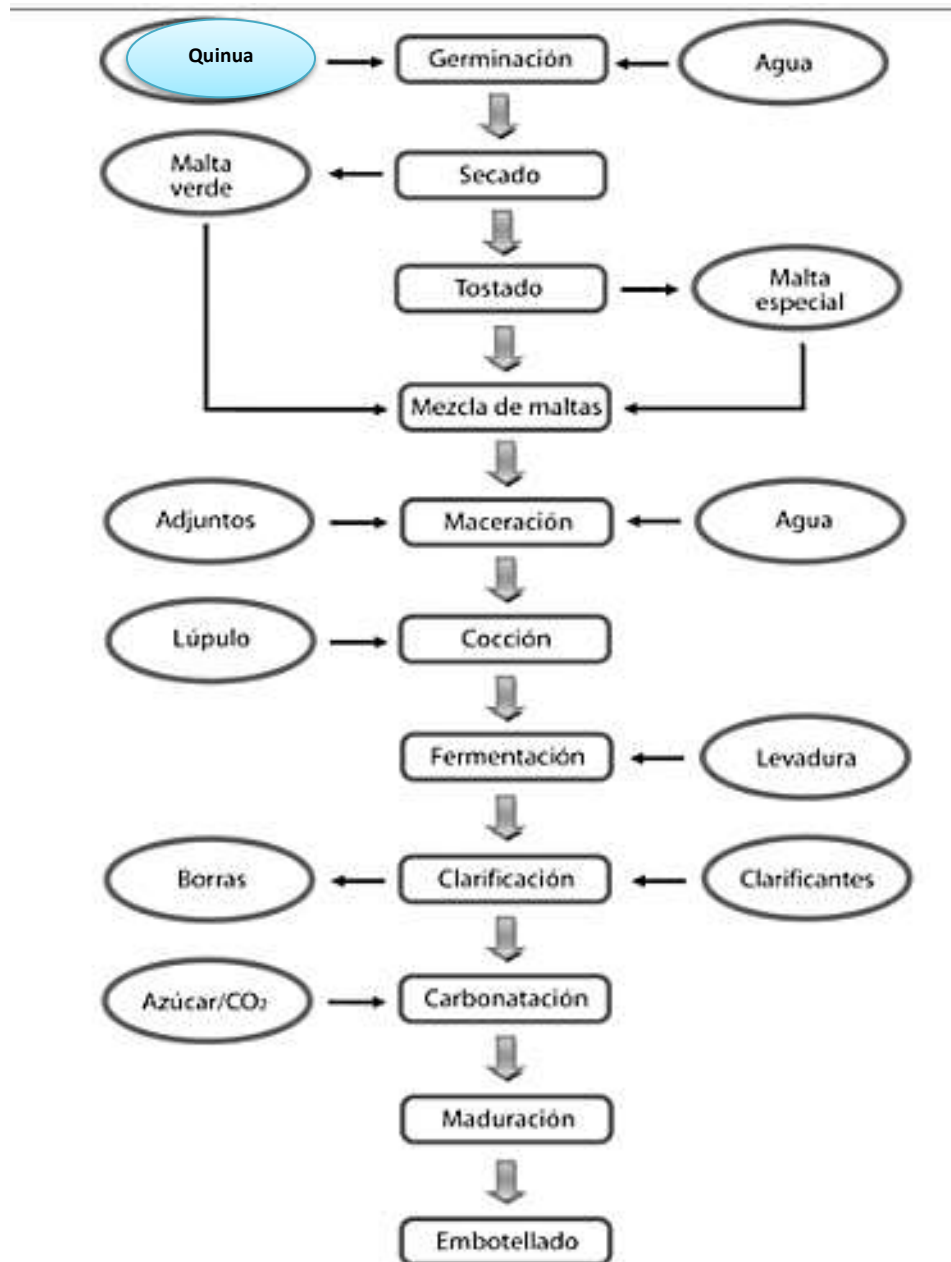 Quinua
Germinación
Agua
Malta
verde
Secado
Tostado
Malta
especial
Mezcla de maltas
Adjuntos
Maceración
Agua
Lúpulo
Cocción
Fermentación
Levadura
Borras
Clarificación
Clarificantes
Azúcar/CO₂
Carbonatación
Maduración
Embotellado